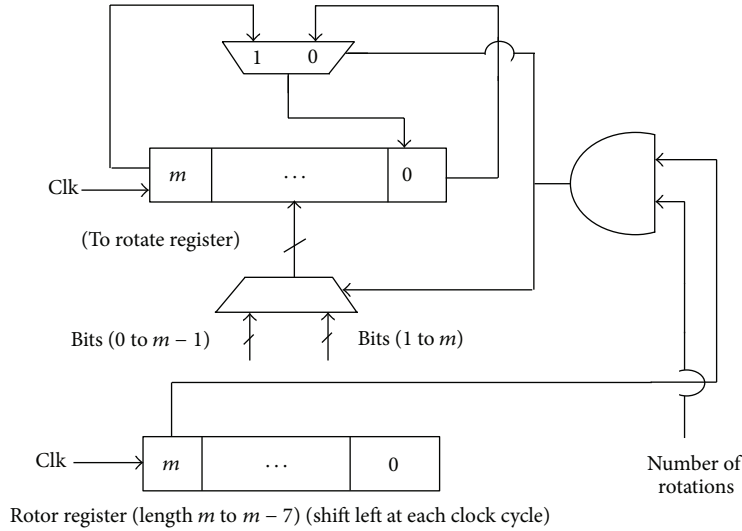 1 0
Clk
m ⋯ 0
(To rotate register)
Bits (0 to m − 1)
Bits (1 to m)
Clk
m ⋯ 0
Number of
rotations
Rotor register (length m to m − 7) (shift left at each clock cycle)